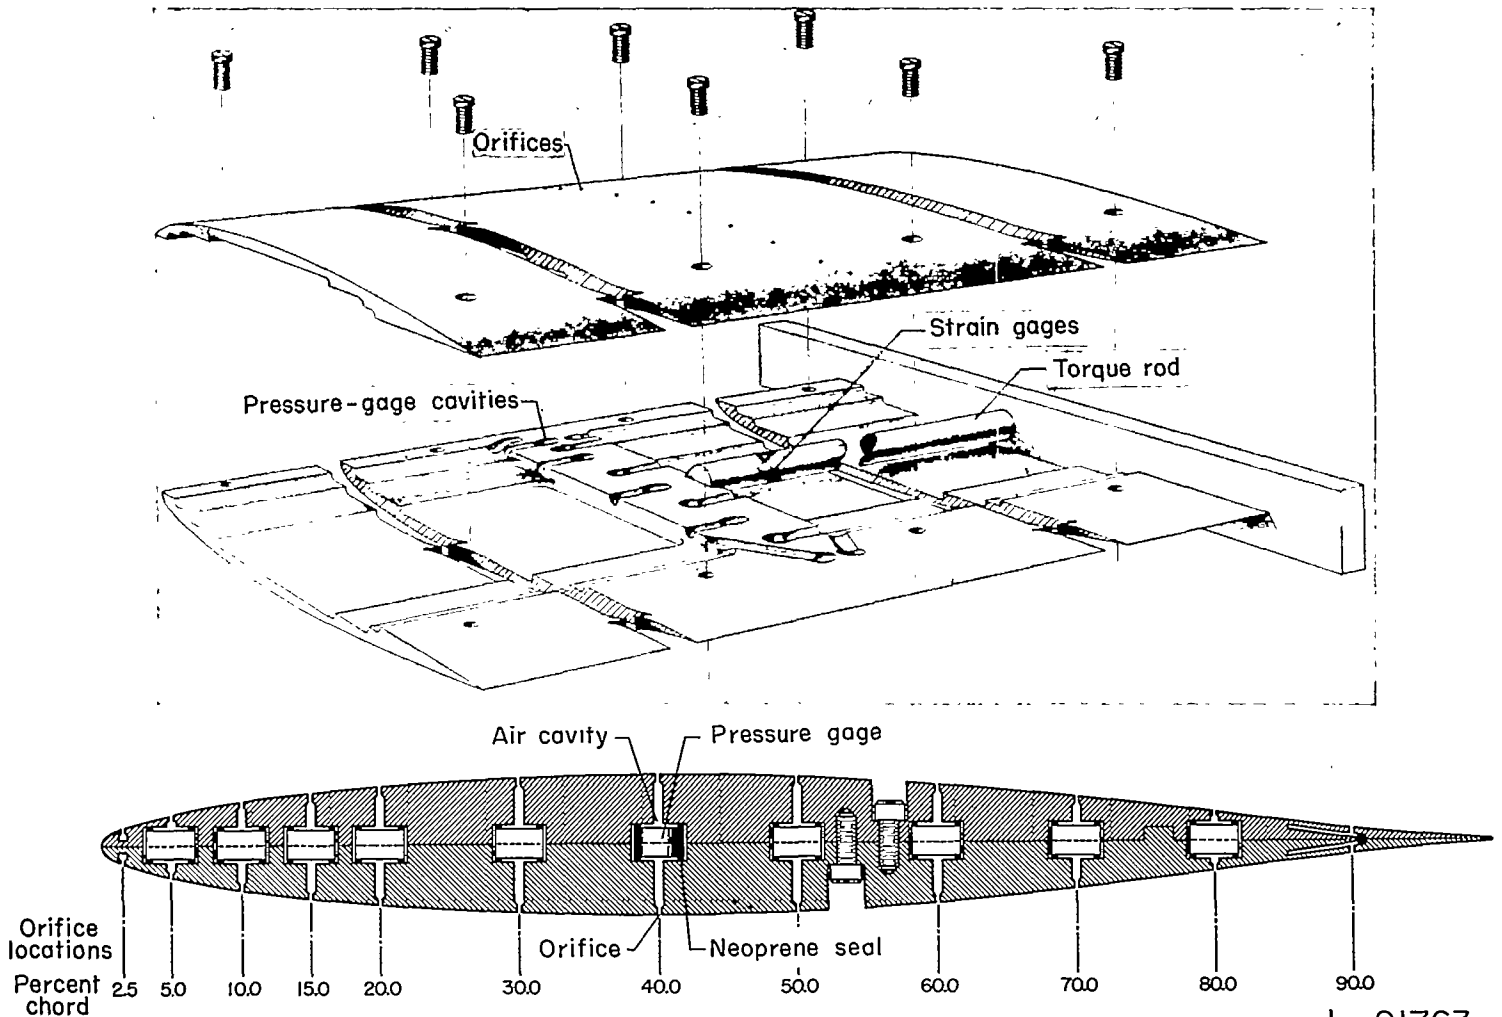 Orifices
Strain gages
Torque rod
Pressure-gage cavities
Air cavity
Pressure gage
Orifice
Neoprene seal
Orifice
locations
Percent
chord
2.5 5.0 10.0 15.0 20.0 30.0 40.0 50.0 60.0 70.0 80.0 90.0